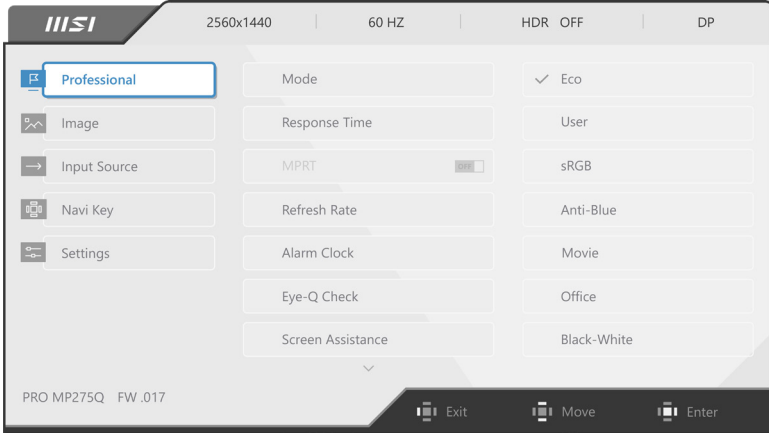 MSI 2560x1440 60 HZ HDR OFF DP
Professional Mode Eco
Image Response Time User
Input Source MPRT OFF sRGB
Navi Key Refresh Rate Anti-Blue
Settings Alarm Clock Movie
Eye-Q Check Office
Screen Assistance Black-White
PRO MP275Q FW .017 Exit Move Enter